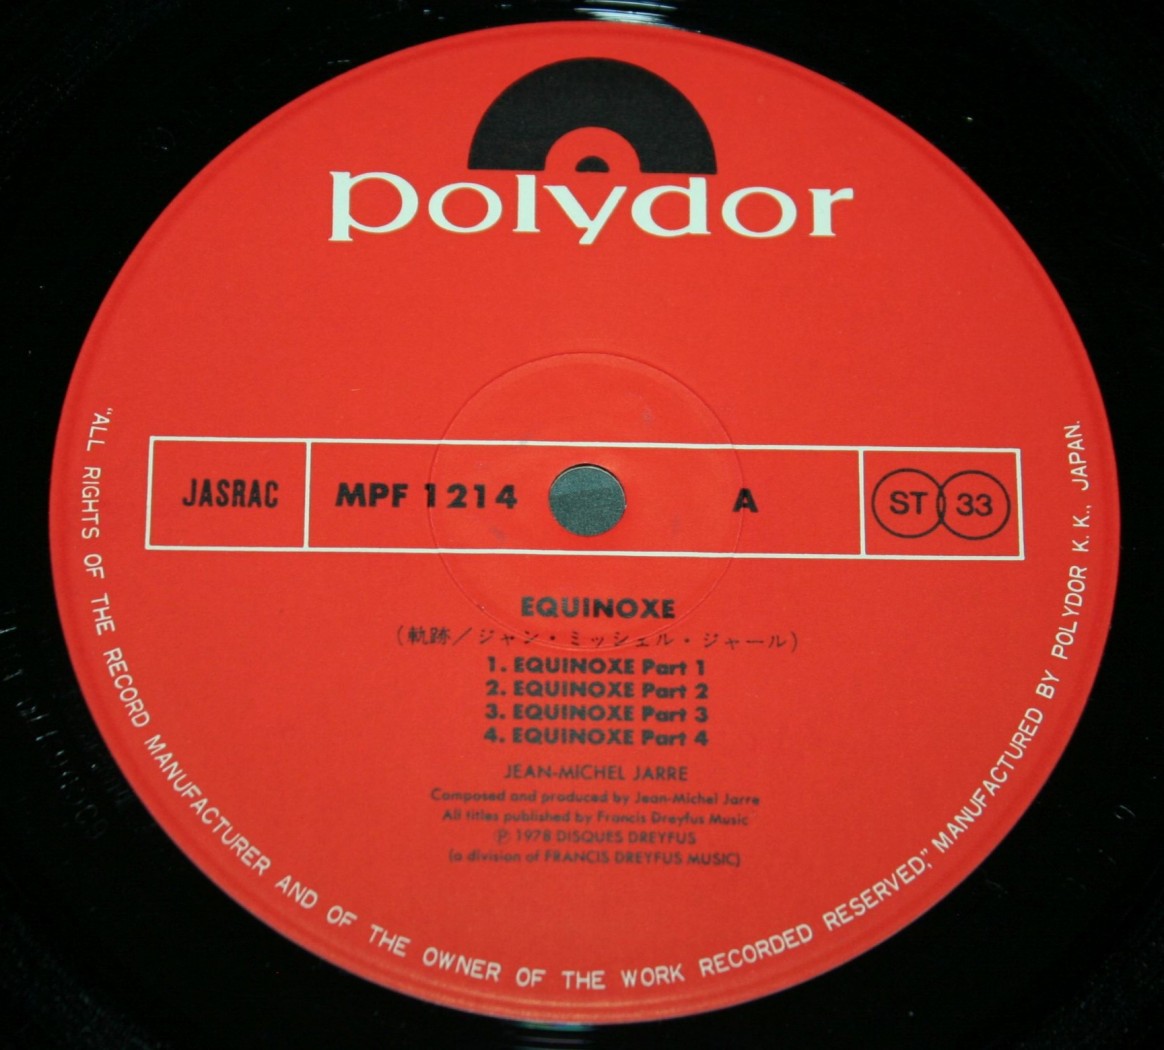 polydor
JASRAC
MPF 1214
A
ST 33
EQUINOXE
（軌跡／ジャン・ミッシェル・ジャール）
1. EQUINOXE Part 1
2. EQUINOXE Part 2
3. EQUINOXE Part 3
4. EQUINOXE Part 4
JEAN-MICHEL JARRE
Composed and produced by Jean-Michel Jarre
All titles published by Francis Dreyfus Music
℗ 1978 DISQUES DREYFUS
(a division of FRANCIS DREYFUS MUSIC)
"ALL RIGHTS OF THE RECORD MANUFACTURER AND OF THE OWNER OF THE WORK RECORDED RESERVED," MANUFACTURED BY POLYDOR K. K., JAPAN.